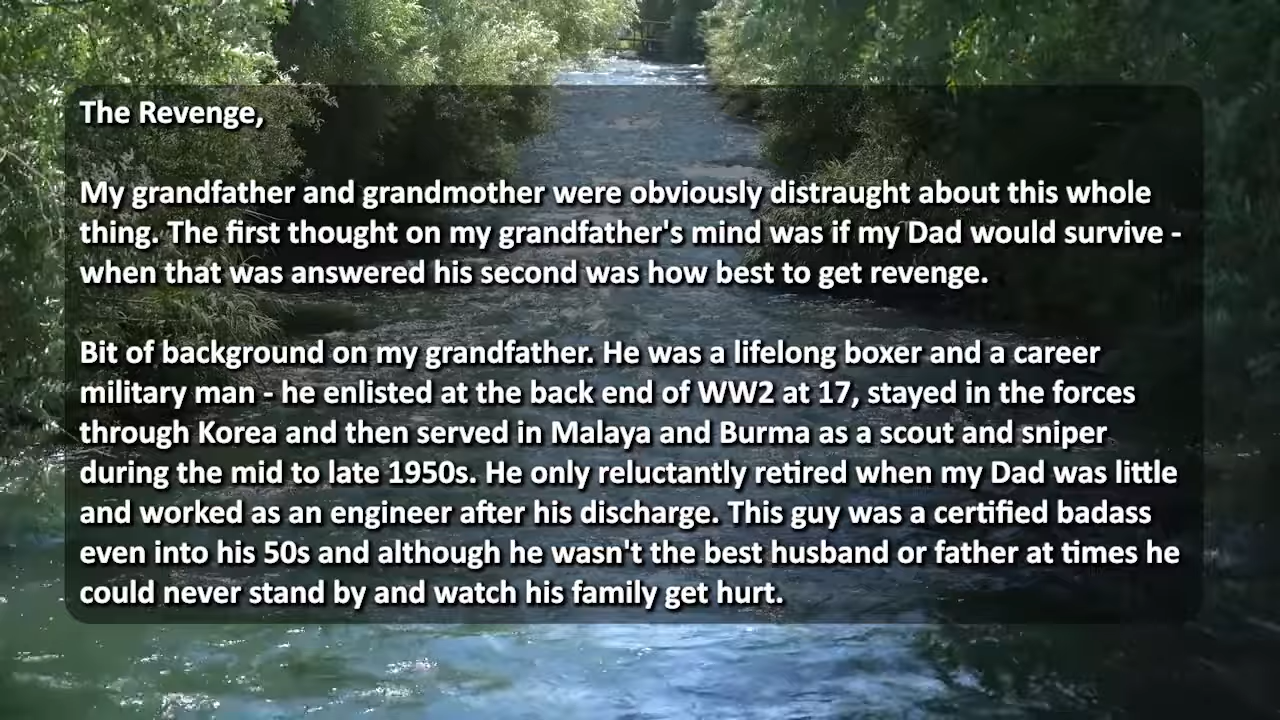 The Revenge,
My grandfather and grandmother were obviously distraught about this whole
thing. The first thought on my grandfather's mind was if my Dad would survive -
when that was answered his second was how best to get revenge.
Bit of background on my grandfather. He was a lifelong boxer and a career
military man - he enlisted at the back end of WW2 at 17, stayed in the forces
through Korea and then served in Malaya and Burma as a scout and sniper
during the mid to late 1950s. He only reluctantly retired when my Dad was little
and worked as an engineer after his discharge. This guy was a certified badass
even into his 50s and although he wasn't the best husband or father at times he
could never stand by and watch his family get hurt.